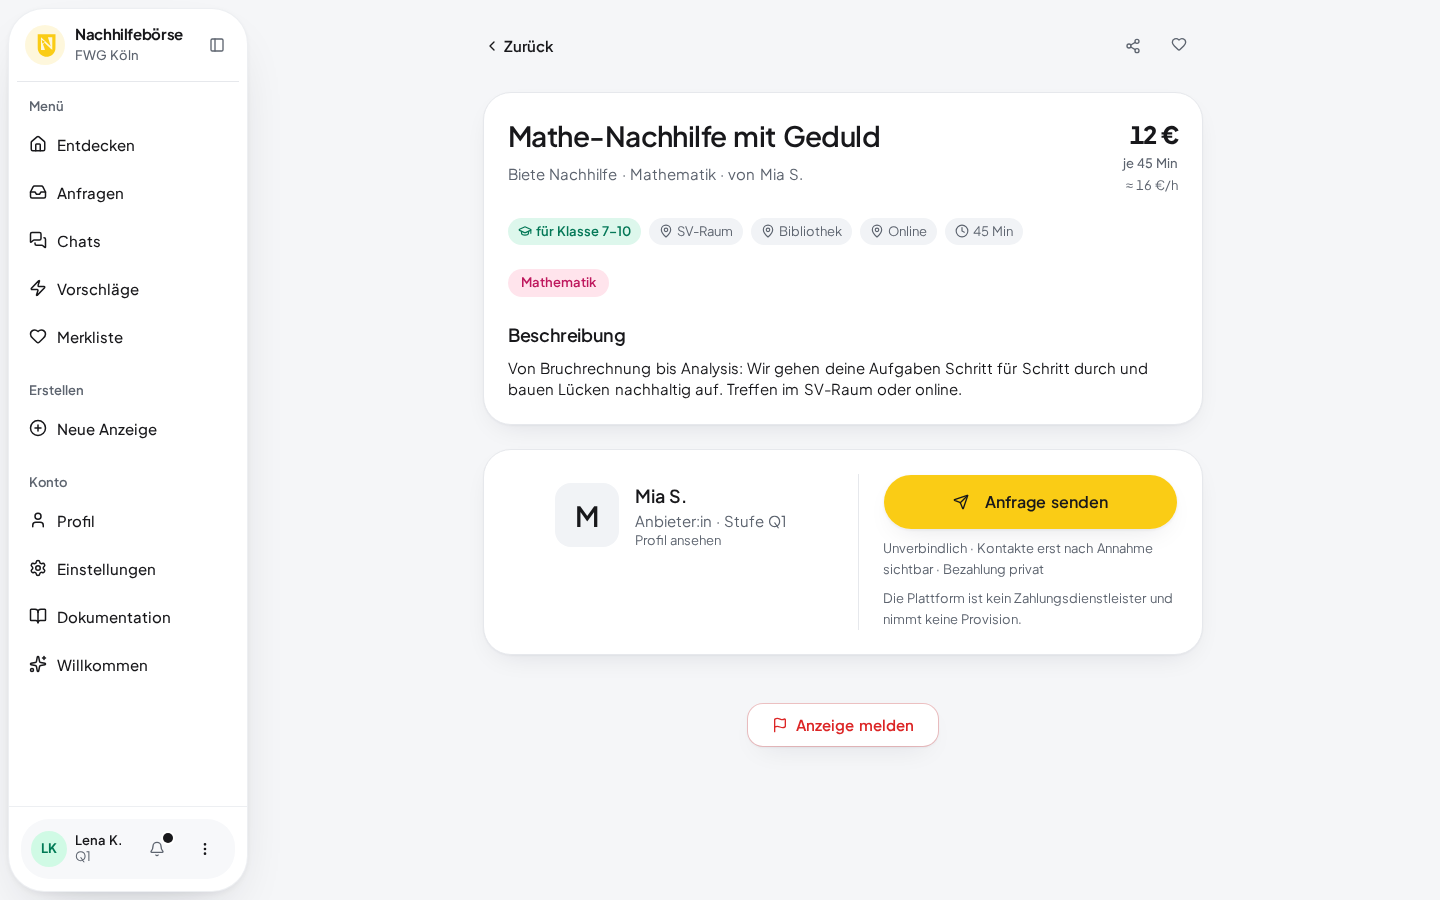 Nachhilfebörse
FWG Köln
Menü
Entdecken
Anfragen
Chats
Vorschläge
Merkliste
Erstellen
Neue Anzeige
Konto
Profil
Einstellungen
Dokumentation
Willkommen
LK
Lena K.
Q1
Zurück
Mathe-Nachhilfe mit Geduld
12 €
Biete Nachhilfe · Mathematik · von Mia S.
je 45 Min
≈ 16 €/h
für Klasse 7–10
SV-Raum
Bibliothek
Online
45 Min
Mathematik
Beschreibung
Von Bruchrechnung bis Analysis: Wir gehen deine Aufgaben Schritt für Schritt durch und
bauen Lücken nachhaltig auf. Treffen im SV-Raum oder online.
M
Mia S.
Anbieter:in · Stufe Q1
Profil ansehen
Anfrage senden
Unverbindlich · Kontakte erst nach Annahme
sichtbar · Bezahlung privat
Die Plattform ist kein Zahlungsdienstleister und
nimmt keine Provision.
Anzeige melden